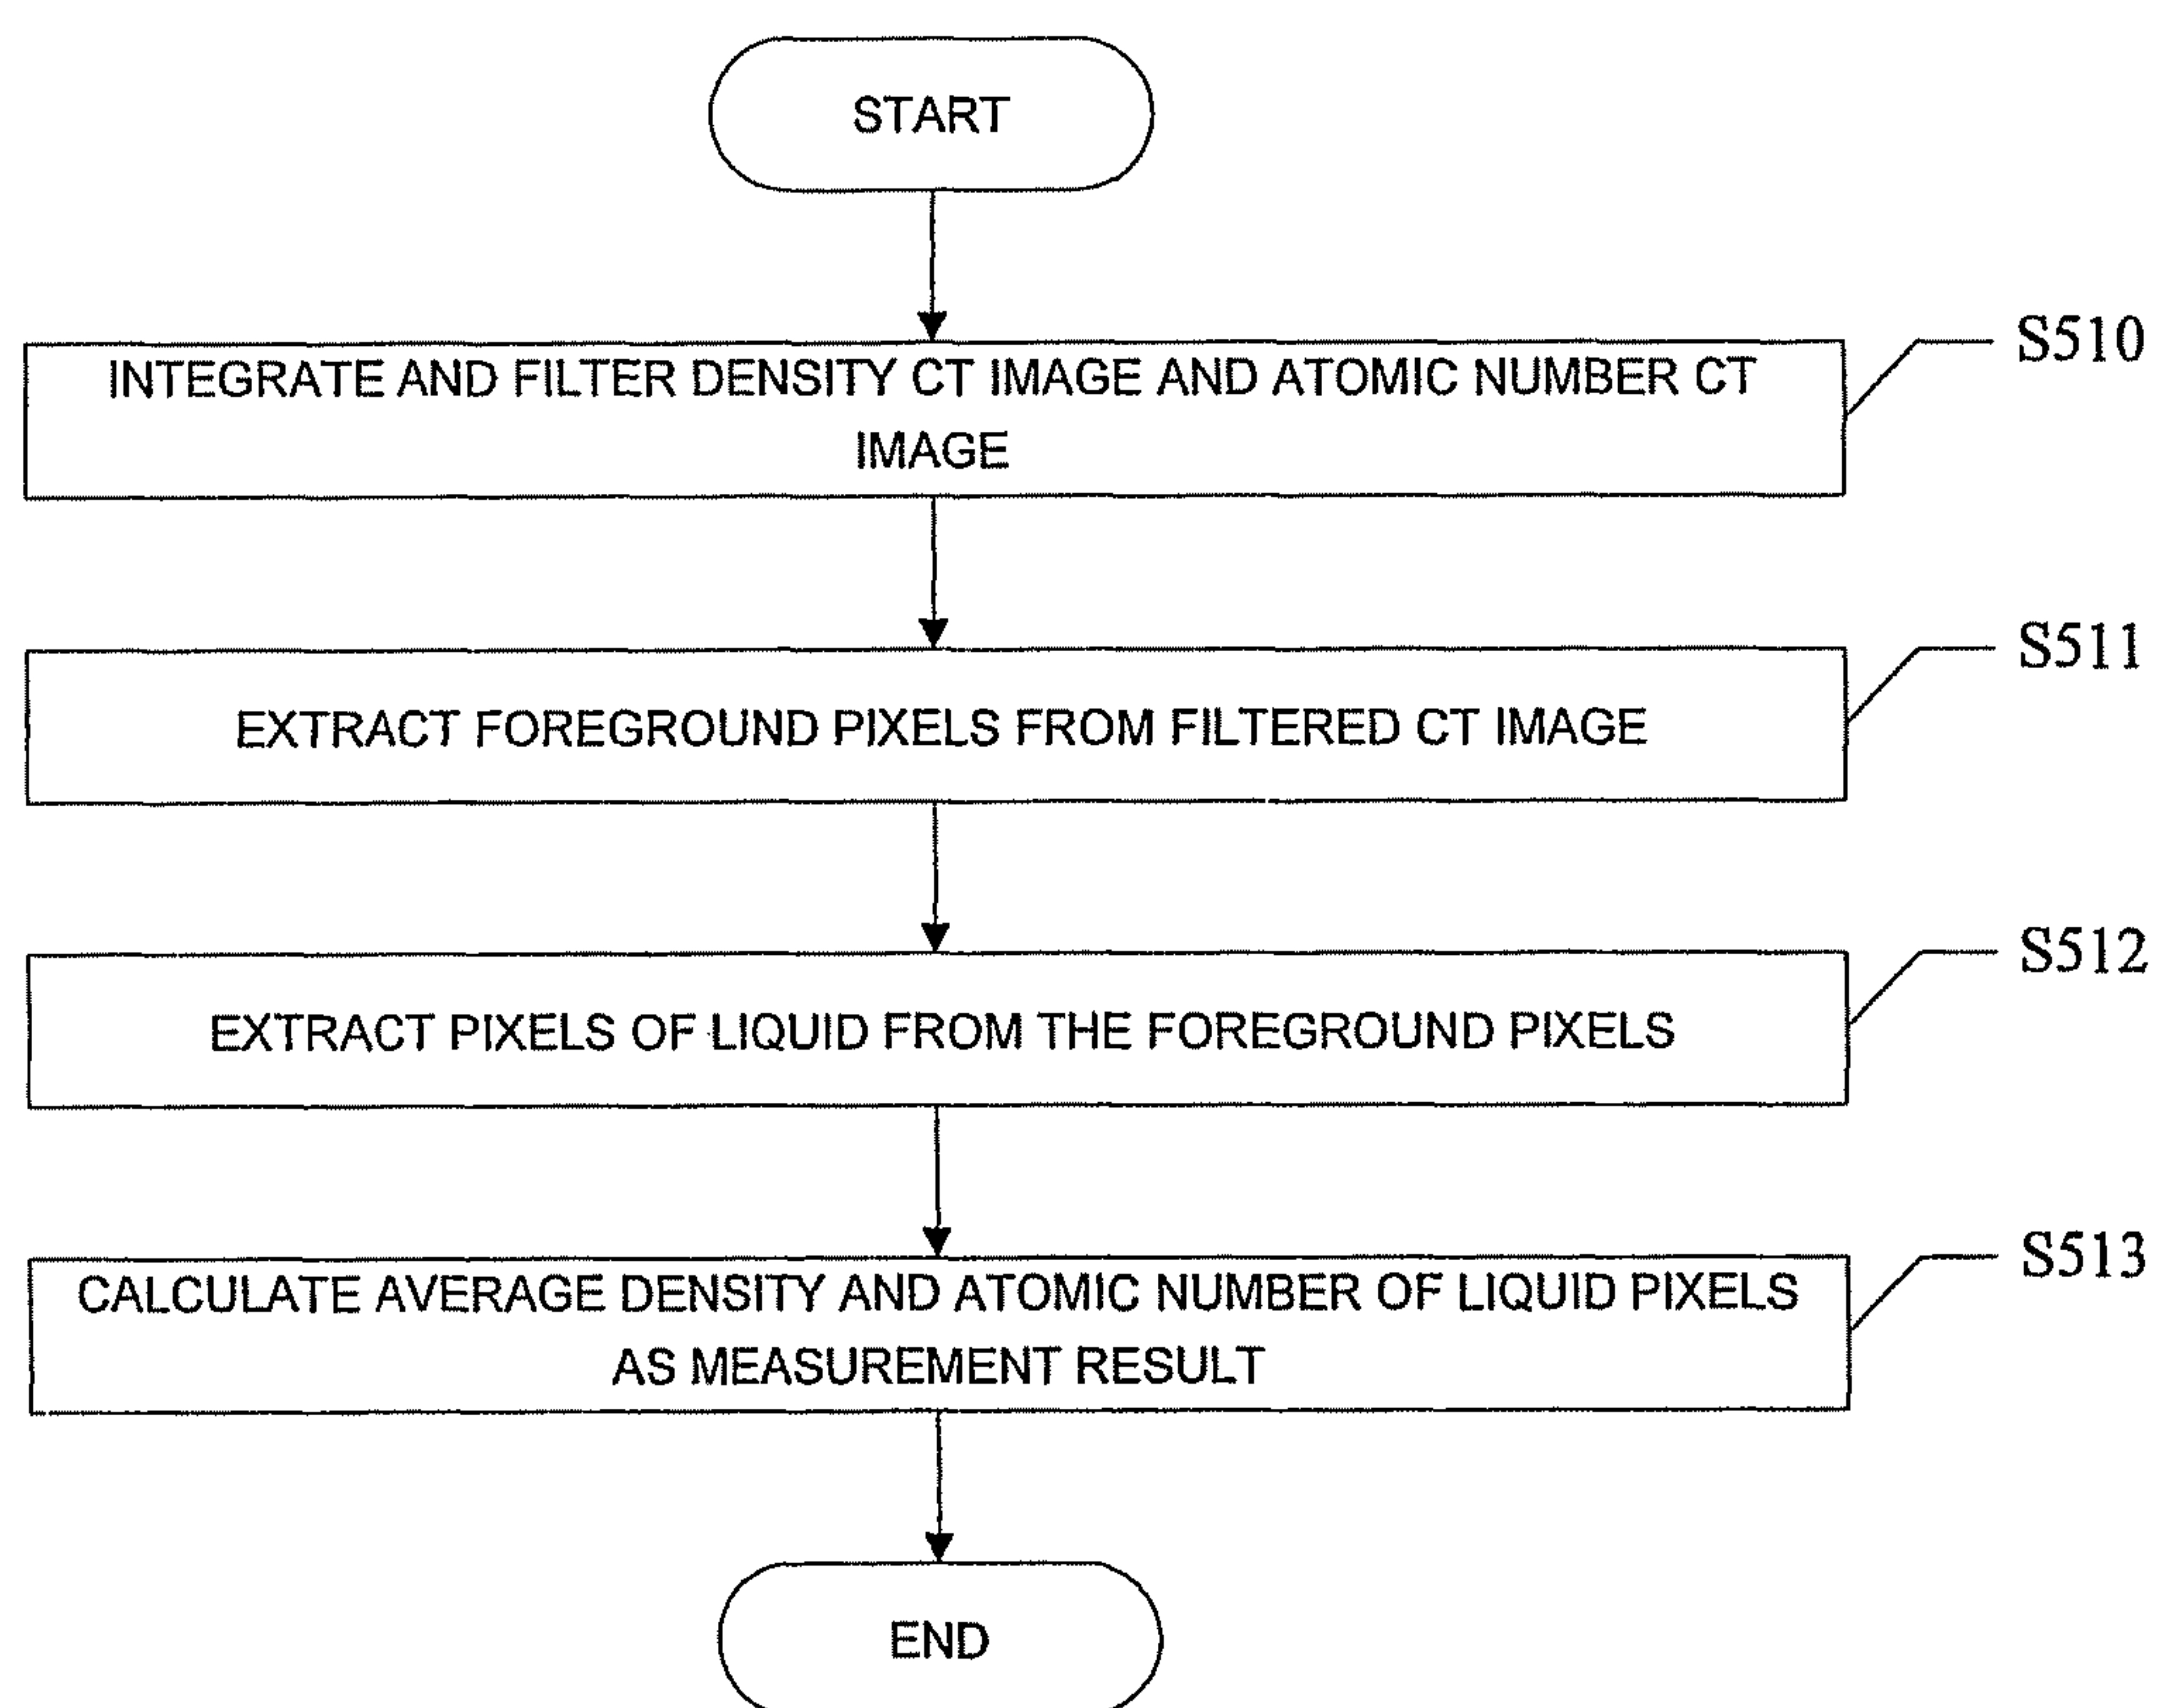 START
S510
INTEGRATE AND FILTER DENSITY CT IMAGE AND ATOMIC NUMBER CT
IMAGE
S511
EXTRACT FOREGROUND PIXELS FROM FILTERED CT IMAGE
S512
EXTRACT PIXELS OF LIQUID FROM THE FOREGROUND PIXELS
S513
CALCULATE AVERAGE DENSITY AND ATOMIC NUMBER OF LIQUID PIXELS
AS MEASUREMENT RESULT
END